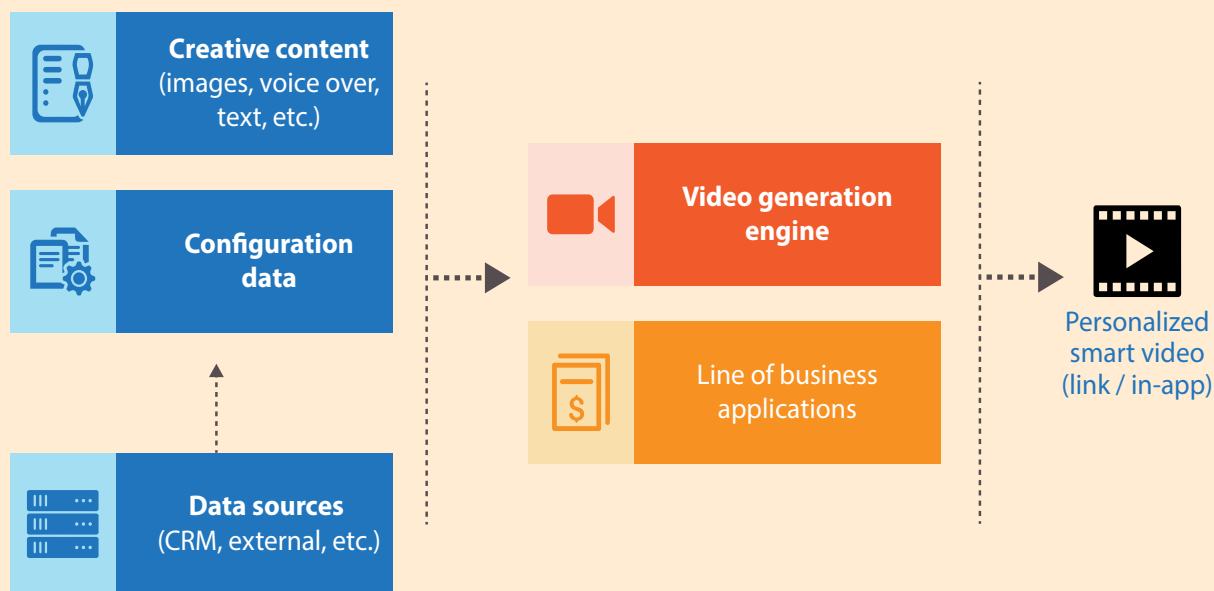 Creative content
(images, voice over,
text, etc.)
Configuration
data
Data sources
(CRM, external, etc.)
Video generation
engine
$
Line of business
applications
Personalized
smart video
(link / in-app)